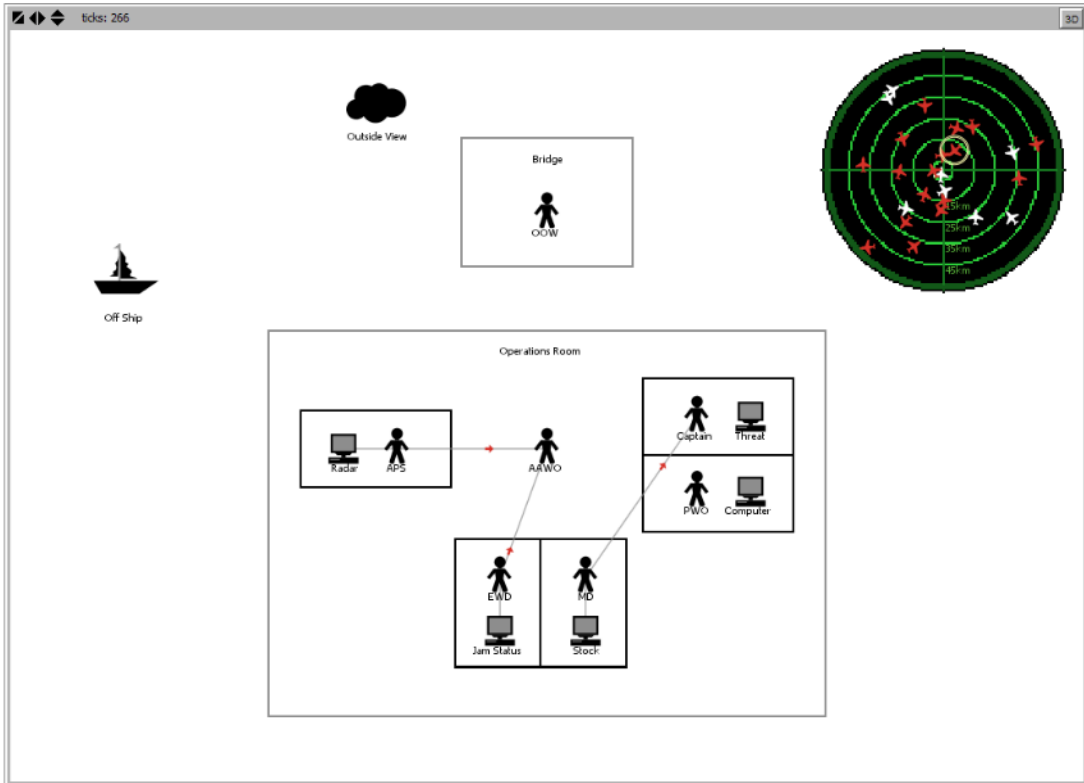 ticks: 266
3D
Outside View
Bridge
OOW
15km
25km
35km
45km
Off Ship
Operations Room
Radar
APS
AAWO
Captain
Threat
PWO
Computer
EWD
MD
Jam Status
Stock